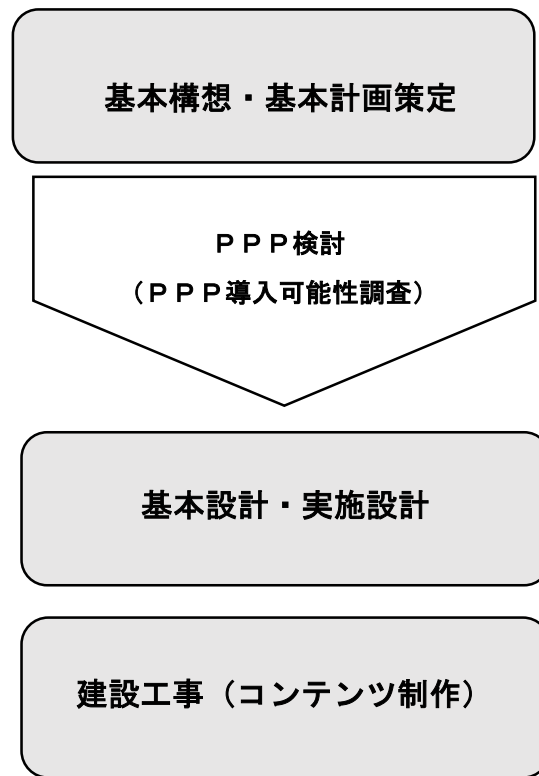 基本構想・基本計画策定
ＰＰＰ検討
（ＰＰＰ導入可能性調査）
基本設計・実施設計
建設工事（コンテンツ制作）